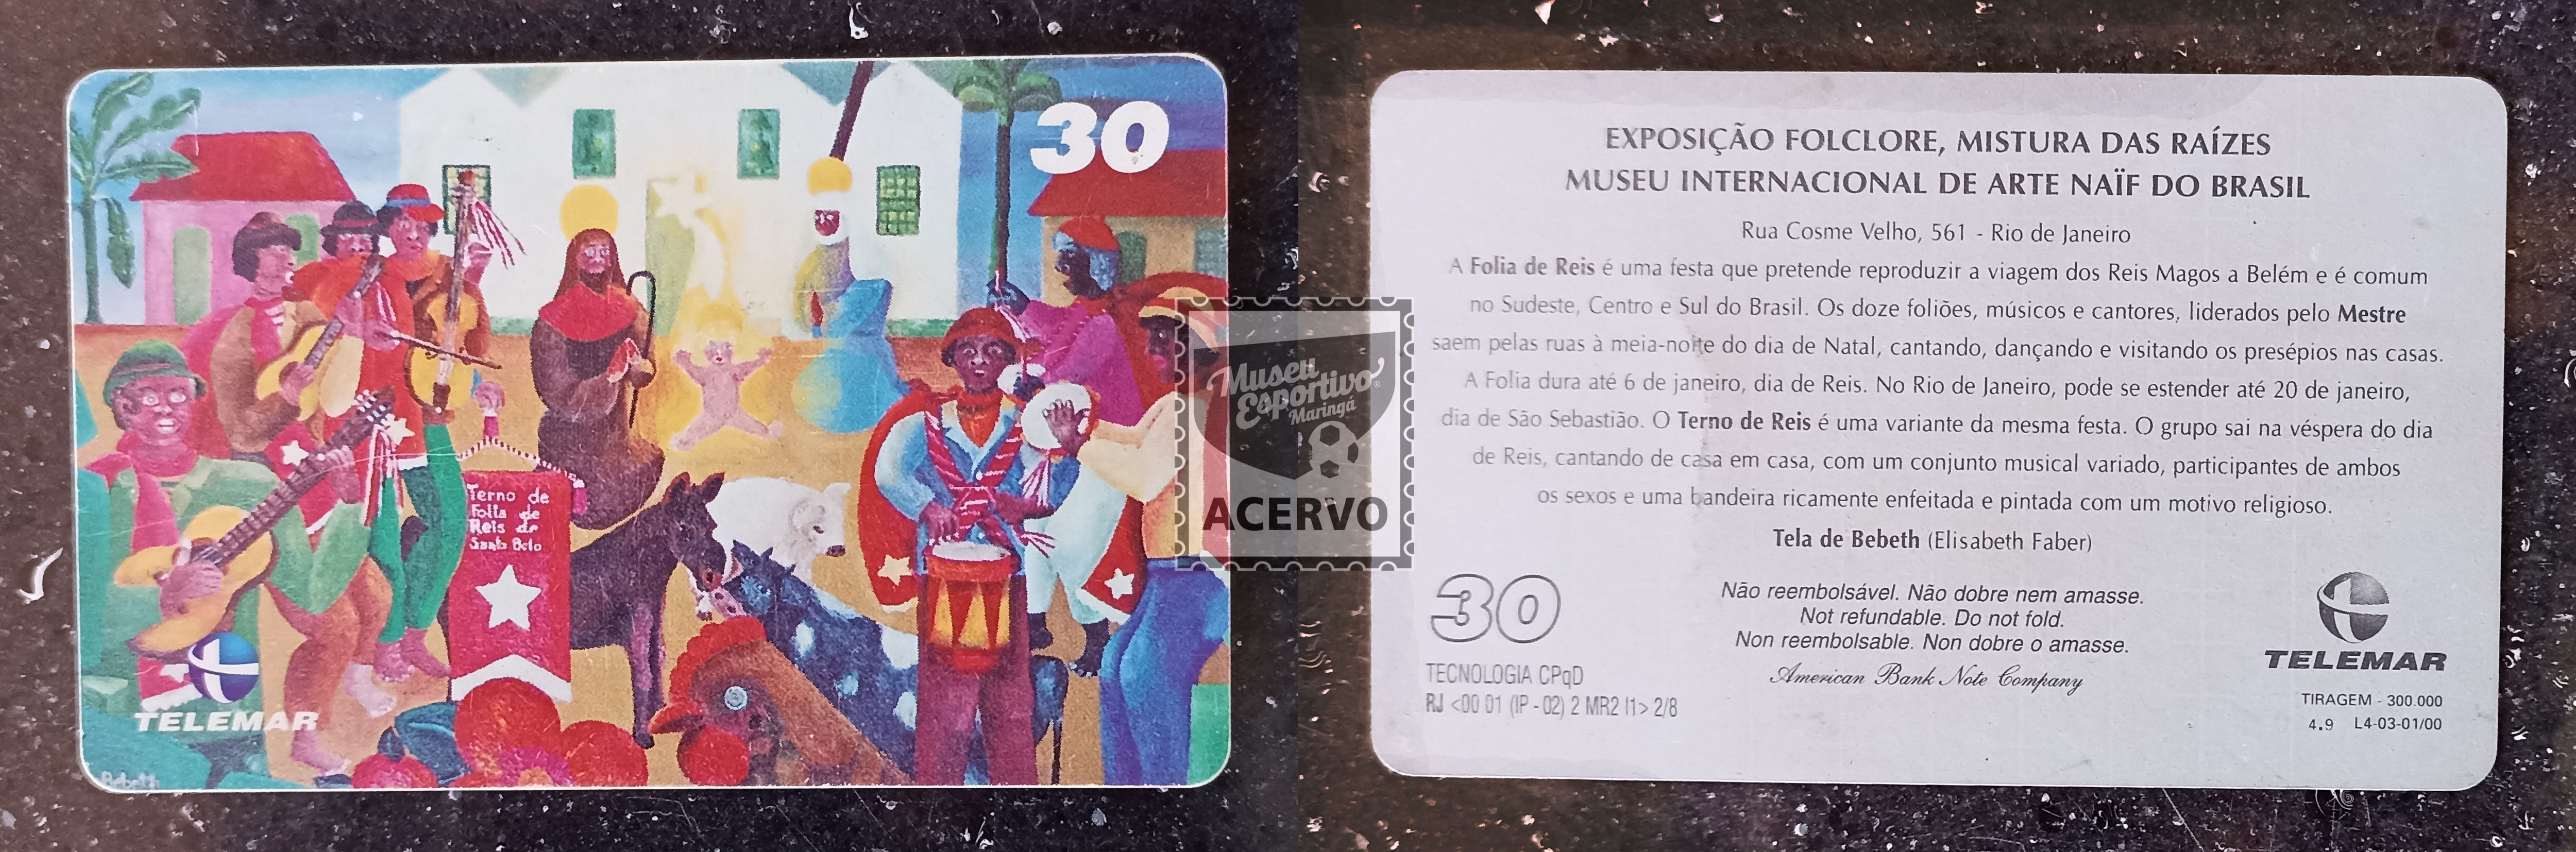 30
Terno de
Folia de
Reis de
Santo Beto
TELEMAR
Bebeth
Museu
Esportivo
Maringá
ACERVO
EXPOSIÇÃO FOLCLORE, MISTURA DAS RAÍZES
MUSEU INTERNACIONAL DE ARTE NAÏF DO BRASIL
Rua Cosme Velho, 561 - Rio de Janeiro
A Folia de Reis é uma festa que pretende reproduzir a viagem dos Reis Magos a Belém e é comum
no Sudeste, Centro e Sul do Brasil. Os doze foliões, músicos e cantores, liderados pelo Mestre
saem pelas ruas à meia-noite do dia de Natal, cantando, dançando e visitando os presépios nas casas.
A Folia dura até 6 de janeiro, dia de Reis. No Rio de Janeiro, pode se estender até 20 de janeiro,
dia de São Sebastião. O Terno de Reis é uma variante da mesma festa. O grupo sai na véspera do dia
de Reis, cantando de casa em casa, com um conjunto musical variado, participantes de ambos
os sexos e uma bandeira ricamente enfeitada e pintada com um motivo religioso.
Tela de Bebeth (Elisabeth Faber)
30
Não reembolsável. Não dobre nem amasse.
Not refundable. Do not fold.
Non reembolsable. Non dobre o amasse.
American Bank Note Company
TECNOLOGIA CPqD
RJ <00 01 (IP - 02) 2 MR2 I1> 2/8
TELEMAR
TIRAGEM - 300.000
4.9 L4-03-01/00